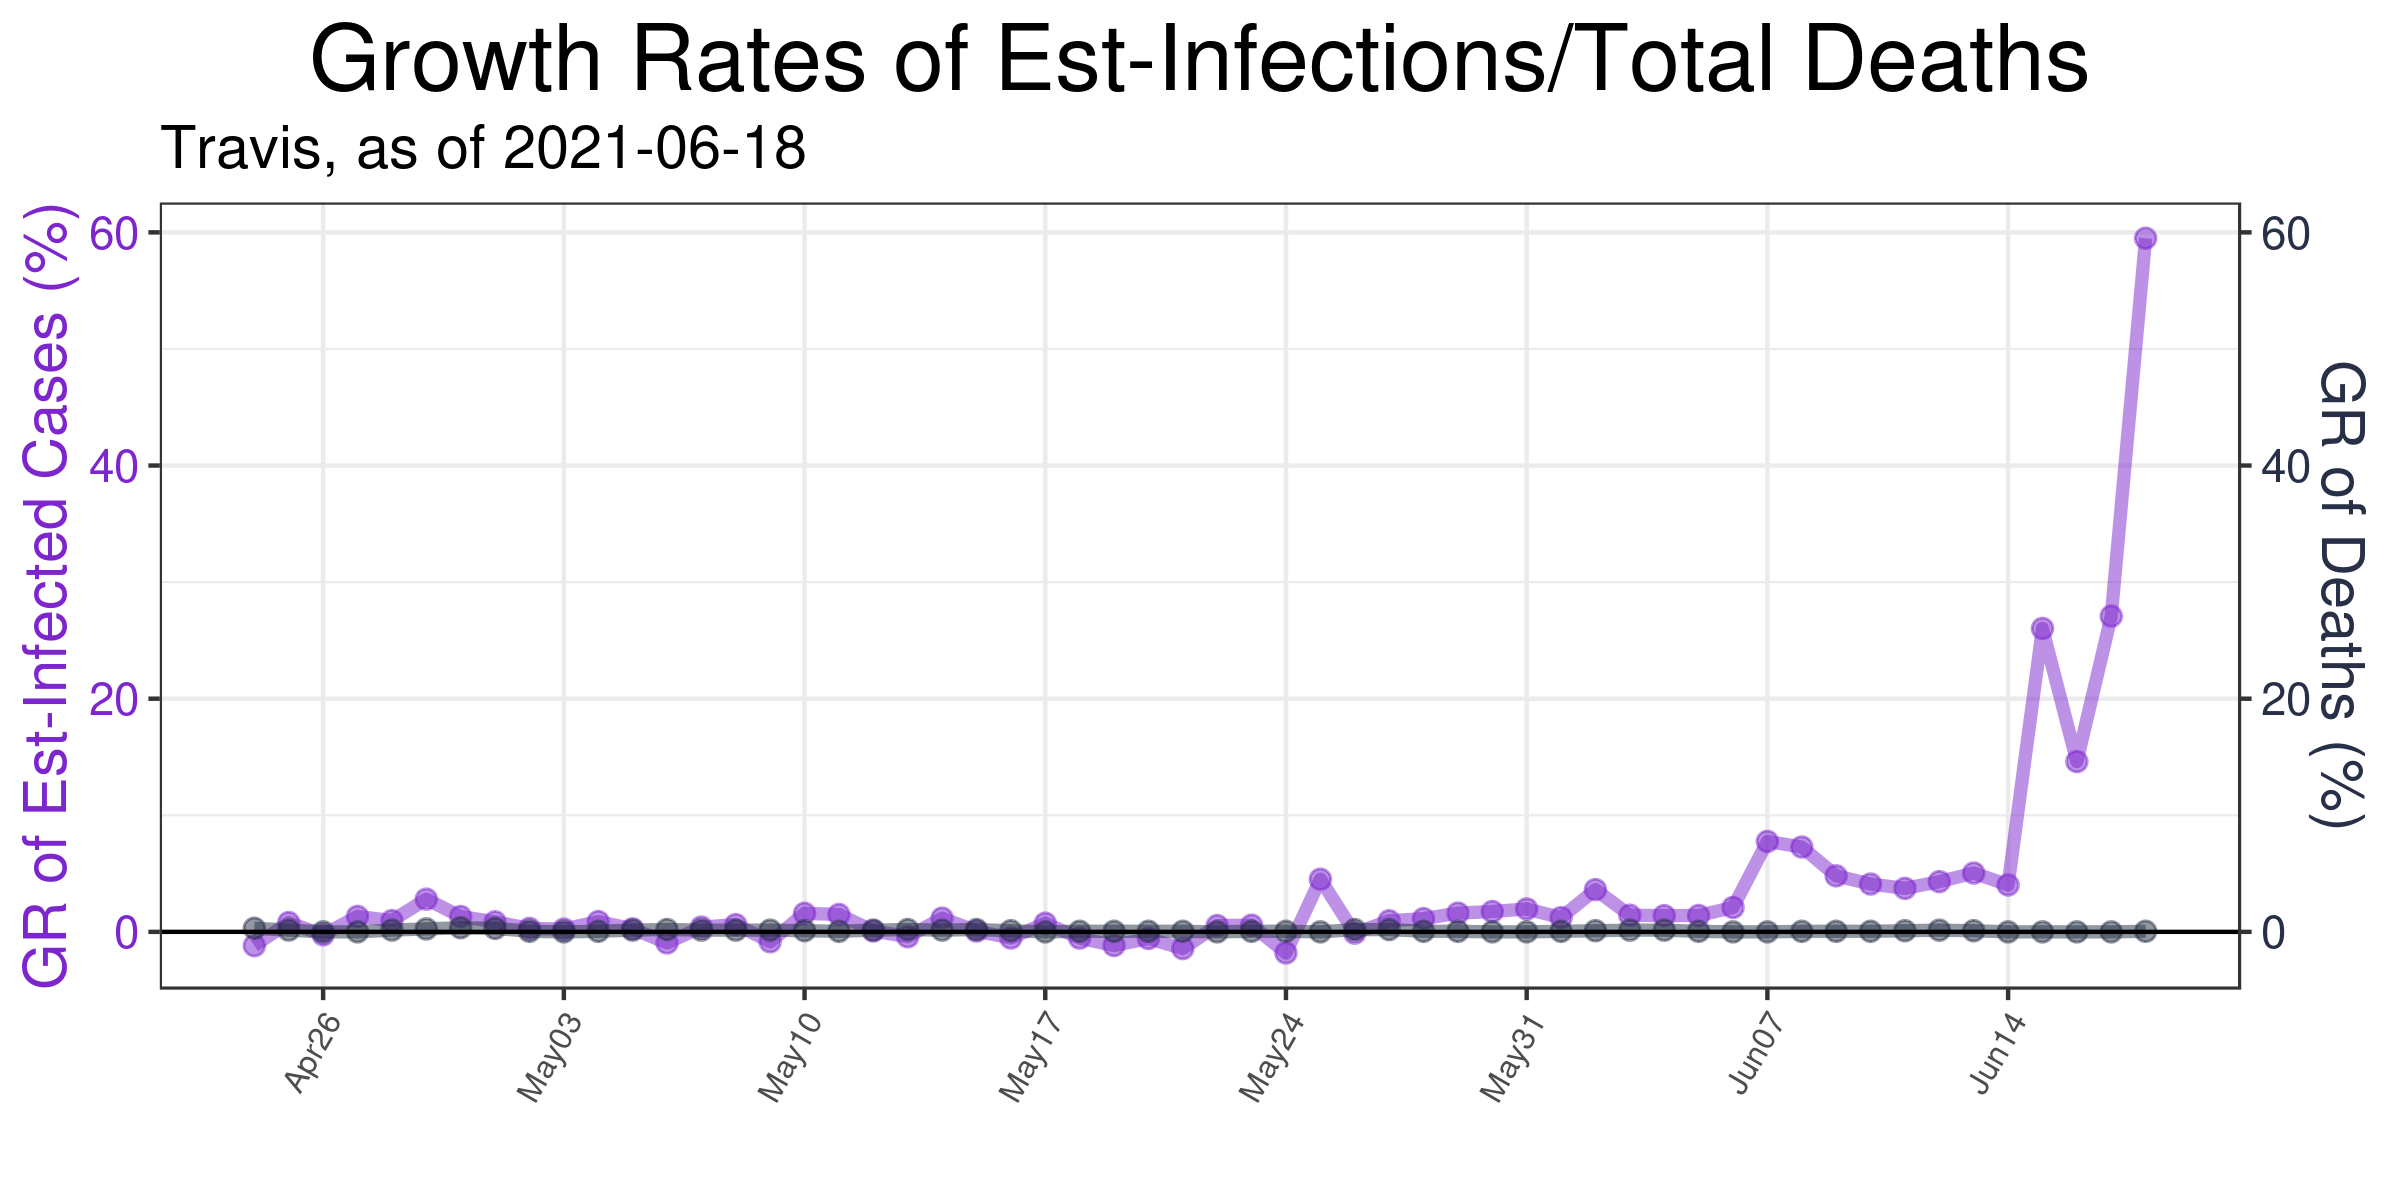 Growth Rates of Est-Infections/Total Deaths
Travis, as of 2021-06-18
GR of Est-Infected Cases (%)
60
40
20
0
60
40
20
0
GR of Deaths (%)
Apr26
May03
May10
May17
May24
May31
Jun07
Jun14